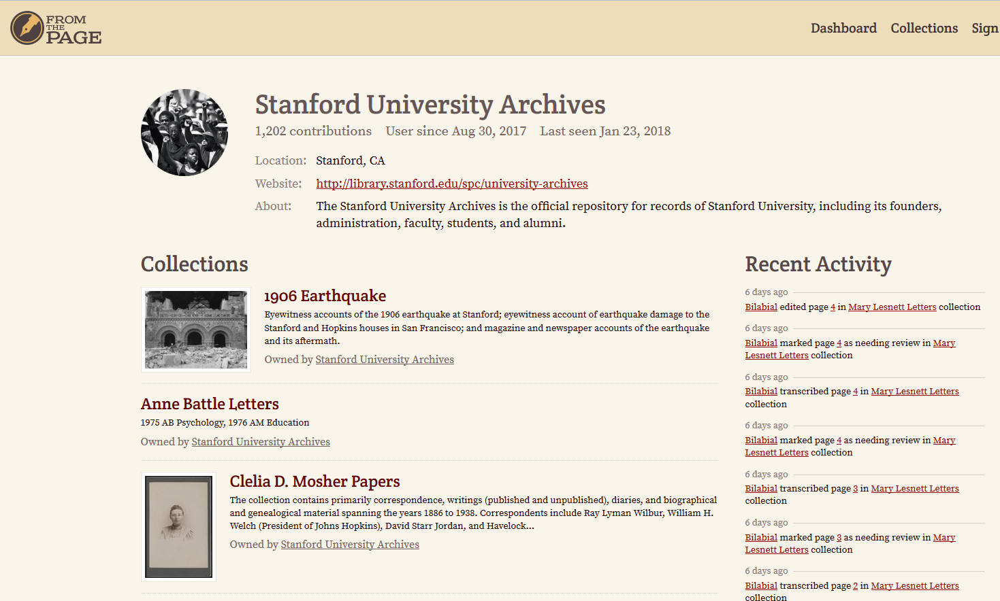 FROM
THE
PAGE
Dashboard Collections Sign
Stanford University Archives
1,202 contributions User since Aug 30, 2017 Last seen Jan 23, 2018
Location: Stanford, CA
Website: http://library.stanford.edu/spc/university-archives
About: The Stanford University Archives is the official repository for records of Stanford University, including its founders,
administration, faculty, students, and alumni.
Collections
1906 Earthquake
Eyewitness accounts of the 1906 earthquake at Stanford; eyewitness account of earthquake damage to the
Stanford and Hopkins houses in San Francisco; and magazine and newspaper accounts of the earthquake
and its aftermath.
Owned by Stanford University Archives
Anne Battle Letters
1975 AB Psychology, 1976 AM Education
Owned by Stanford University Archives
Clelia D. Mosher Papers
The collection contains primarily correspondence, writings (published and unpublished), diaries, and biographical
and genealogical material spanning the years 1886 to 1938. Correspondents include Ray Lyman Wilbur, William H.
Welch (President of Johns Hopkins), David Starr Jordan, and Havelock...
Owned by Stanford University Archives
Recent Activity
6 days ago
Bilabial edited page 4 in Mary Lesnett Letters collection
6 days ago
Bilabial marked page 4 as needing review in Mary
Lesnett Letters collection
6 days ago
Bilabial transcribed page 4 in Mary Lesnett Letters
collection
6 days ago
Bilabial marked page 4 as needing review in Mary
Lesnett Letters collection
6 days ago
Bilabial transcribed page 3 in Mary Lesnett Letters
collection
6 days ago
Bilabial marked page 3 as needing review in Mary
Lesnett Letters collection
6 days ago
Bilabial transcribed page 2 in Mary Lesnett Letters
collection